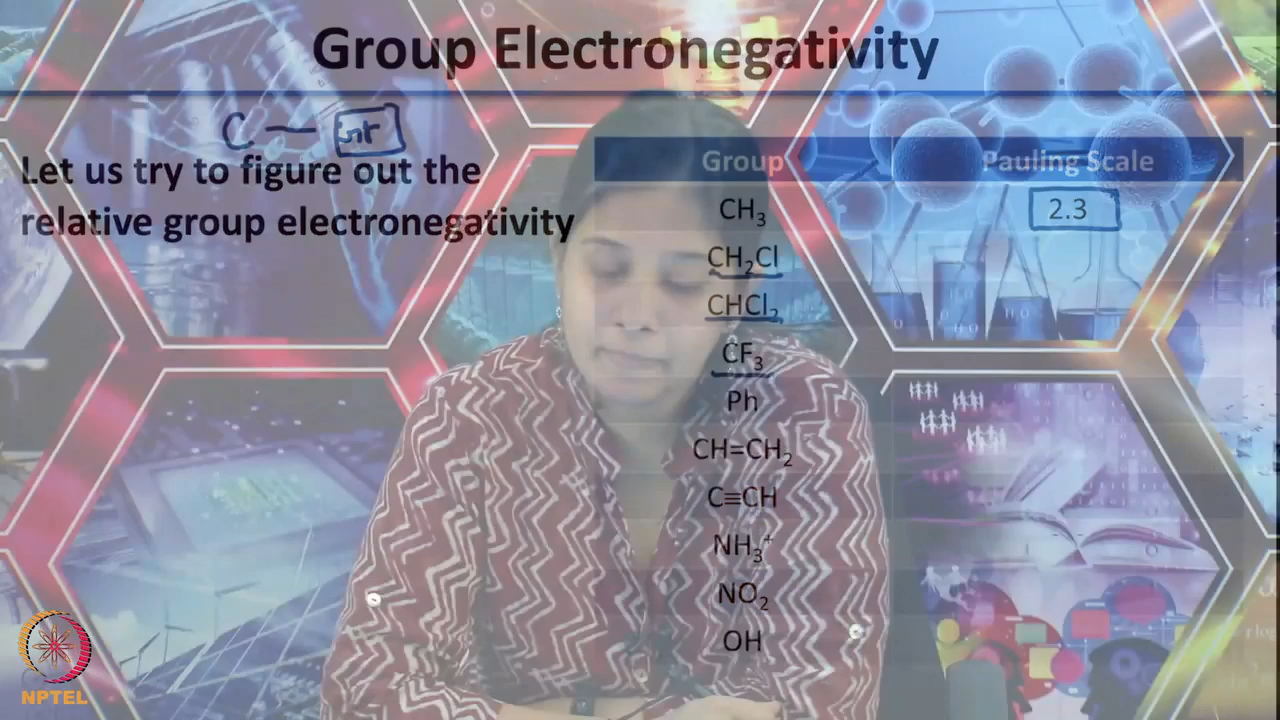 Group Electronegativity
C —
Let us try to figure out the
relative group electronegativity
Group Pauling Scale
CH₃ 2.3
CH₂Cl
CHCl₂
CF₃
Ph
CH=CH₂
C≡CH
NH₃⁺
NO₂
OH
NPTEL